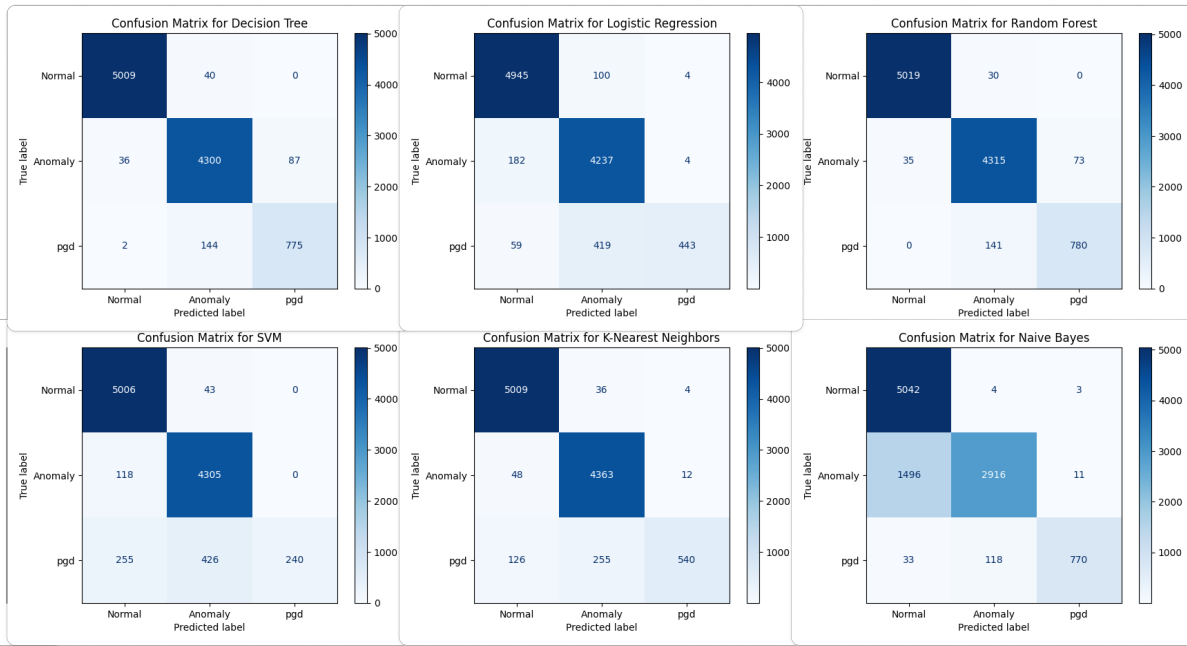 Confusion Matrix for Decision Tree
True label
Normal 5009 40 0
Anomaly 36 4300 87
pgd 2 144 775
Normal Anomaly pgd
Predicted label
5000
4000
3000
2000
1000
0
Confusion Matrix for Logistic Regression
True label
Normal 4945 100 4
Anomaly 182 4237 4
pgd 59 419 443
Normal Anomaly pgd
Predicted label
4000
3000
2000
1000
Confusion Matrix for Random Forest
True label
Normal 5019 30 0
Anomaly 35 4315 73
pgd 0 141 780
Normal Anomaly pgd
Predicted label
5000
4000
3000
2000
1000
0
Confusion Matrix for SVM
True label
Normal 5006 43 0
Anomaly 118 4305 0
pgd 255 426 240
Normal Anomaly pgd
Predicted label
5000
4000
3000
2000
1000
0
Confusion Matrix for K-Nearest Neighbors
True label
Normal 5009 36 4
Anomaly 48 4363 12
pgd 126 255 540
Normal Anomaly pgd
Predicted label
5000
4000
3000
2000
1000
Confusion Matrix for Naive Bayes
True label
Normal 5042 4 3
Anomaly 1496 2916 11
pgd 33 118 770
Normal Anomaly pgd
Predicted label
5000
4000
3000
2000
1000